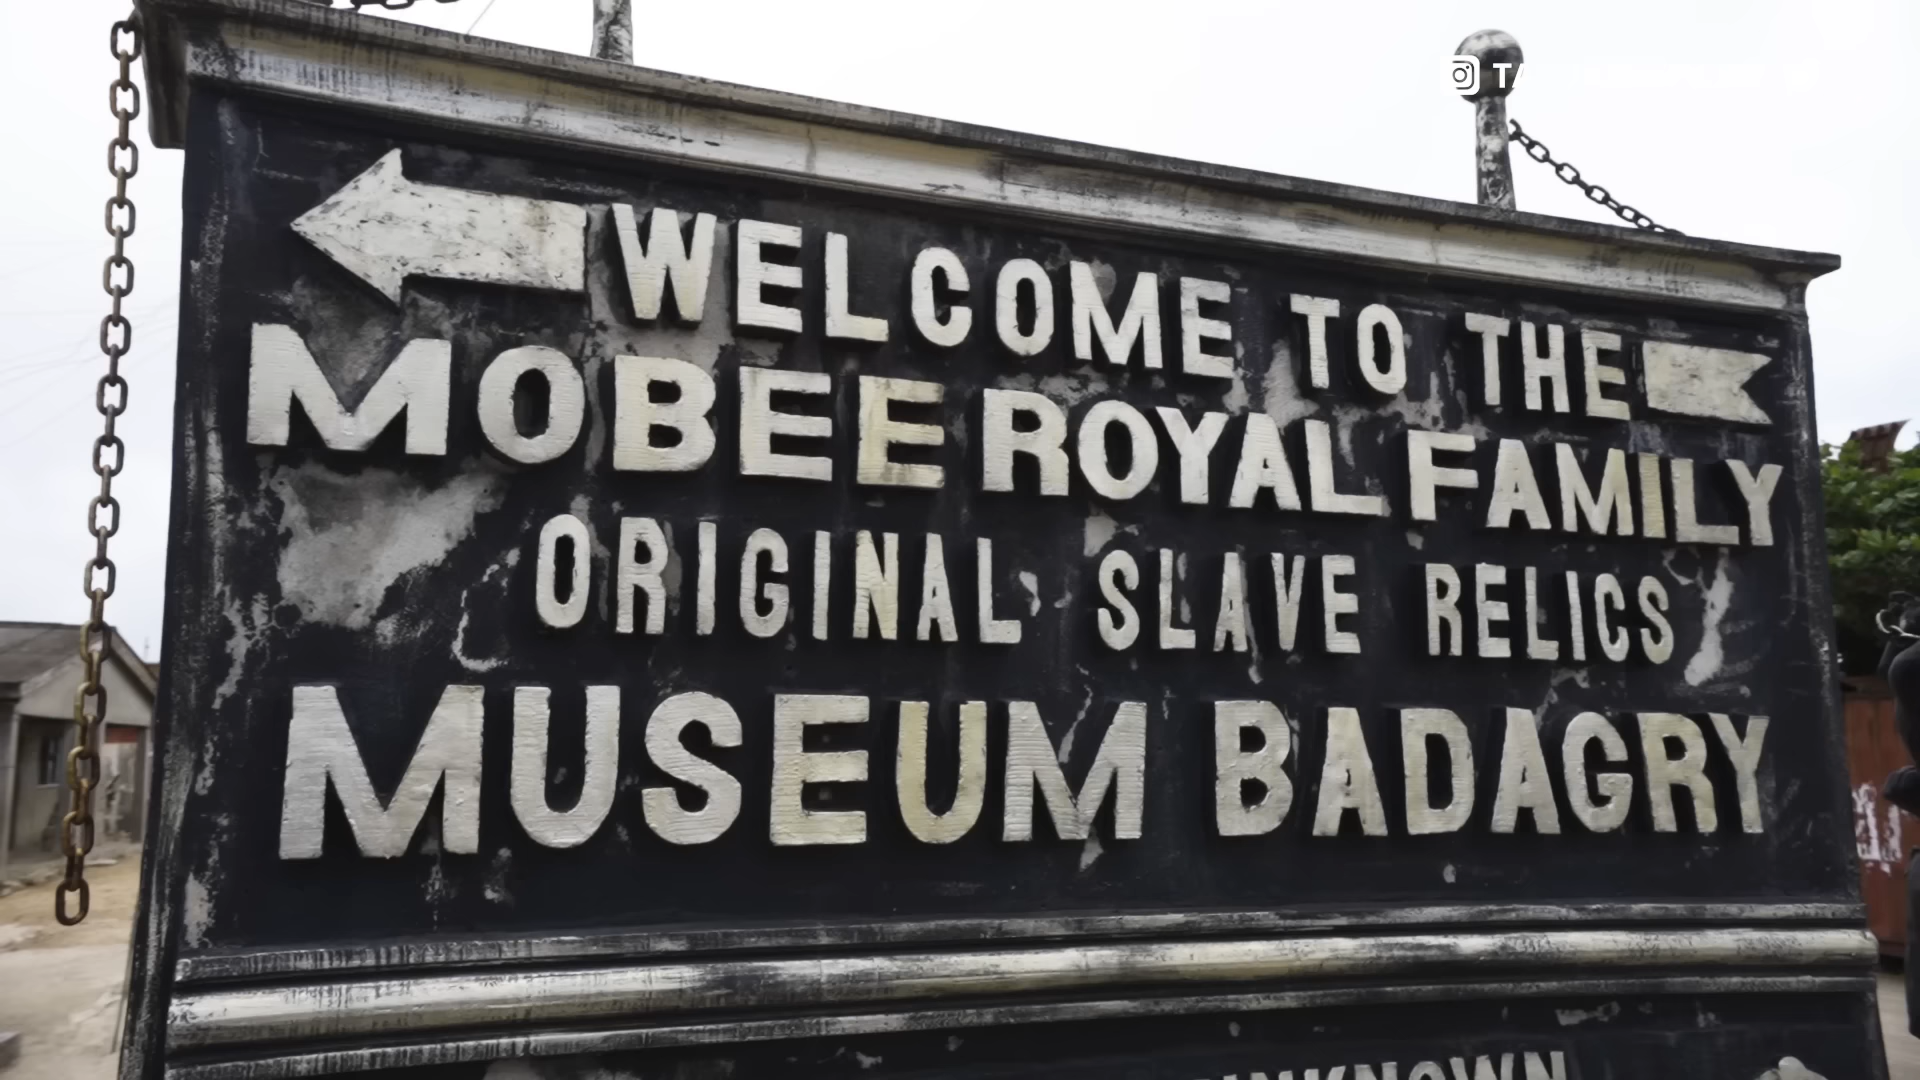 WELCOME TO THE
MOBEE ROYAL FAMILY
ORIGINAL SLAVE RELICS
MUSEUM BADAGRY